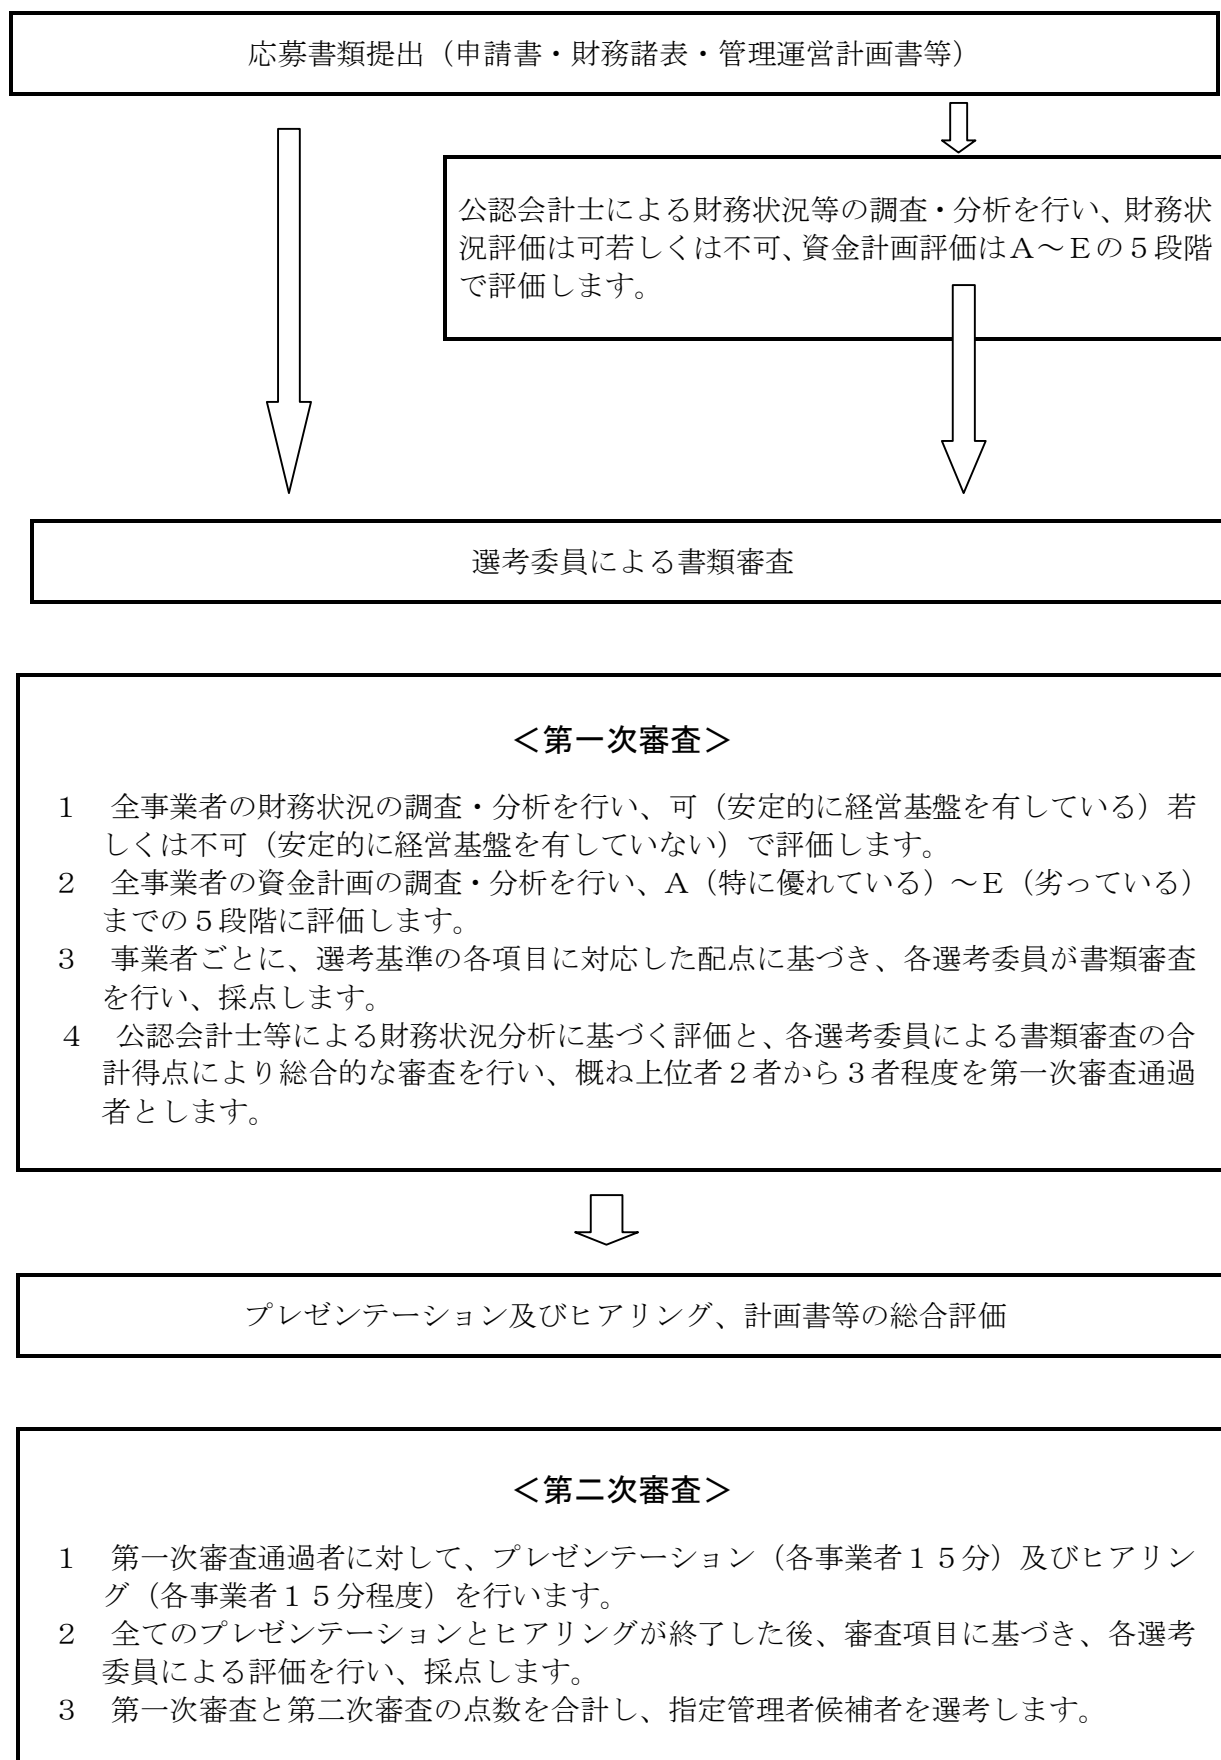 応募書類提出（申請書・財務諸表・管理運営計画書等）
公認会計士による財務状況等の調査・分析を行い、財務状
況評価は可若しくは不可、資金計画評価はＡ～Ｅの５段階
で評価します。
選考委員による書類審査
＜第一次審査＞
１　全事業者の財務状況の調査・分析を行い、可（安定的に経営基盤を有している）若
しくは不可（安定的に経営基盤を有していない）で評価します。
２　全事業者の資金計画の調査・分析を行い、Ａ（特に優れている）～Ｅ（劣っている）
までの５段階に評価します。
３　事業者ごとに、選考基準の各項目に対応した配点に基づき、各選考委員が書類審査
を行い、採点します。
４　公認会計士等による財務状況分析に基づく評価と、各選考委員による書類審査の合
計得点により総合的な審査を行い、概ね上位者２者から３者程度を第一次審査通過
者とします。
プレゼンテーション及びヒアリング、計画書等の総合評価
＜第二次審査＞
１　第一次審査通過者に対して、プレゼンテーション（各事業者１５分）及びヒアリン
グ（各事業者１５分程度）を行います。
２　全てのプレゼンテーションとヒアリングが終了した後、審査項目に基づき、各選考
委員による評価を行い、採点します。
３　第一次審査と第二次審査の点数を合計し、指定管理者候補者を選考します。